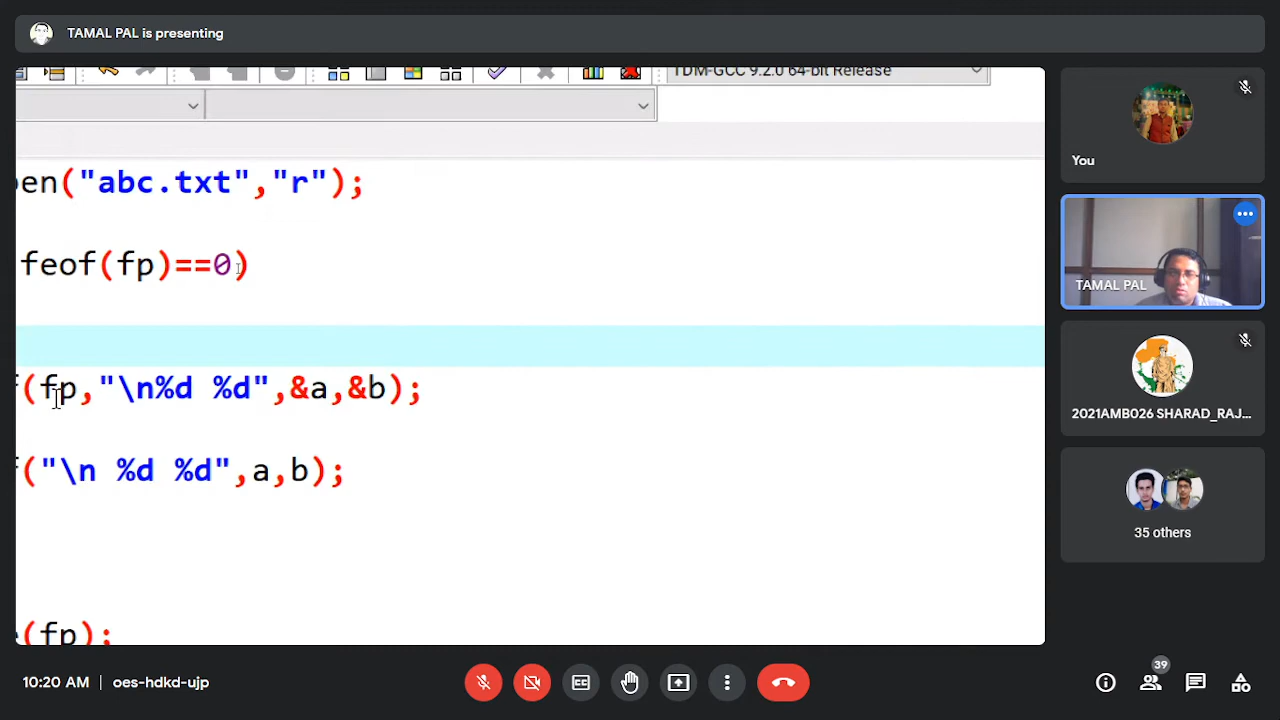 TAMAL PAL is presenting
TDM-GCC 9.2.0 64-bit Release
pen("abc.txt","r");
feof(fp)==0)
f(fp,"\n%d %d",&a,&b);
f("\n %d %d",a,b);
e(fp);
You
TAMAL PAL
2021AMB026 SHARAD_RAJ...
35 others
10:20 AM | oes-hdkd-ujp
39